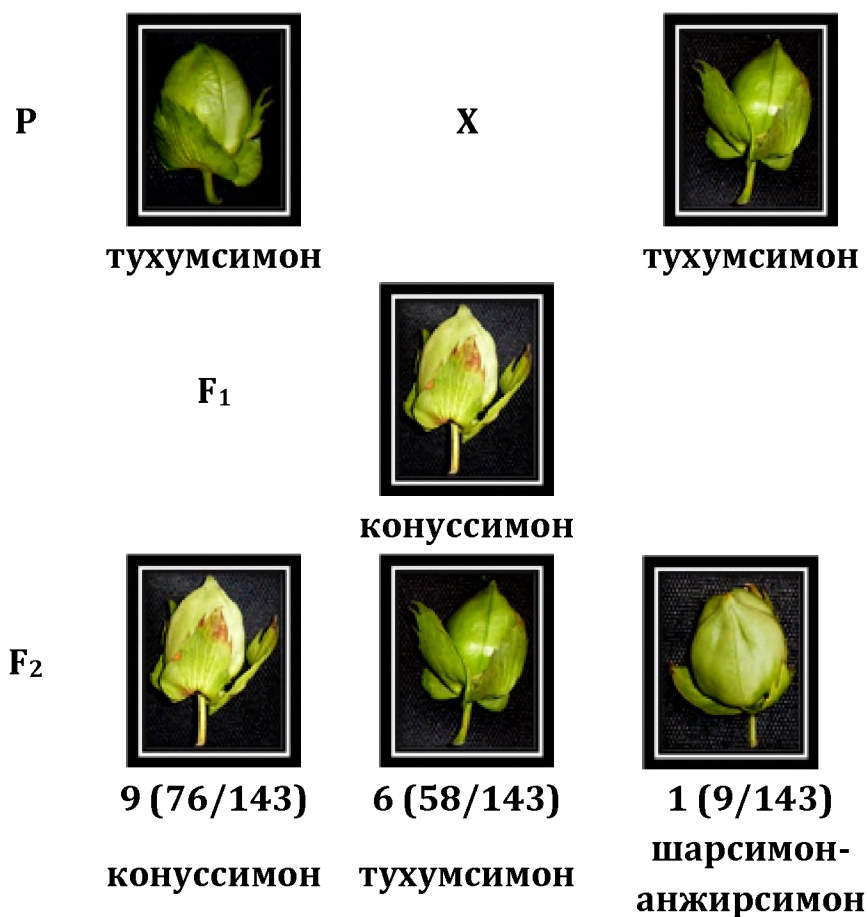 P X
тухумсимон тухумсимон
F₁
конуссимон
F₂
9 (76/143) 6 (58/143) 1 (9/143)
конуссимон тухумсимон шарсимон-
анжирсимон